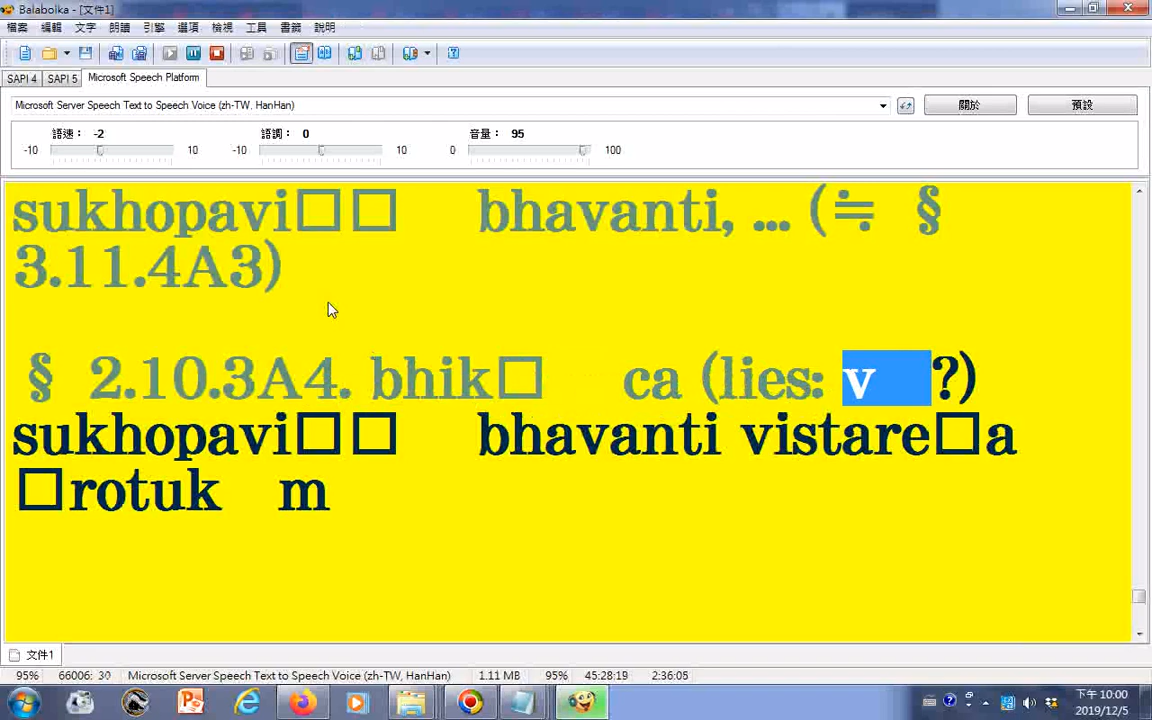 Balabolka - [文件1]
檔案 編輯 文字 朗讀 引擎 選項 檢視 工具 書籤 說明
SAPI 4 SAPI 5 Microsoft Speech Platform
Microsoft Server Speech Text to Speech Voice (zh-TW, HanHan) 關於 預設
語速： -2 語調： 0 音量： 95
-10 10 -10 10 0 100
sukhopavi□□ bhavanti, ... (≒ §
3.11.4A3)
§ 2.10.3A4. bhik□ ca (lies: v ?)
sukhopavi□□ bhavanti vistare□a
□rotuk m
文件1
95% 66006: 30 Microsoft Server Speech Text to Speech Voice (zh-TW, HanHan) 1.11 MB 95% 45:28:19 2:36:05
下午 10:00
2019/12/5